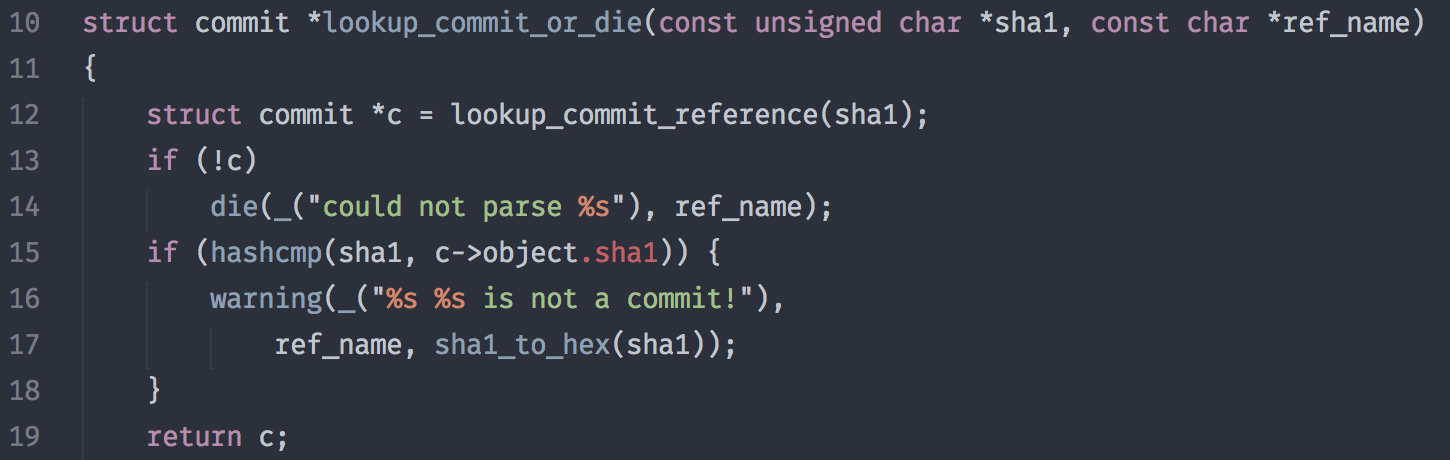 10 struct commit *lookup_commit_or_die(const unsigned char *sha1, const char *ref_name)
11 {
12     struct commit *c = lookup_commit_reference(sha1);
13     if (!c)
14         die(_("could not parse %s"), ref_name);
15     if (hashcmp(sha1, c->object.sha1)) {
16         warning(_("%s %s is not a commit!"),
17             ref_name, sha1_to_hex(sha1));
18     }
19     return c;